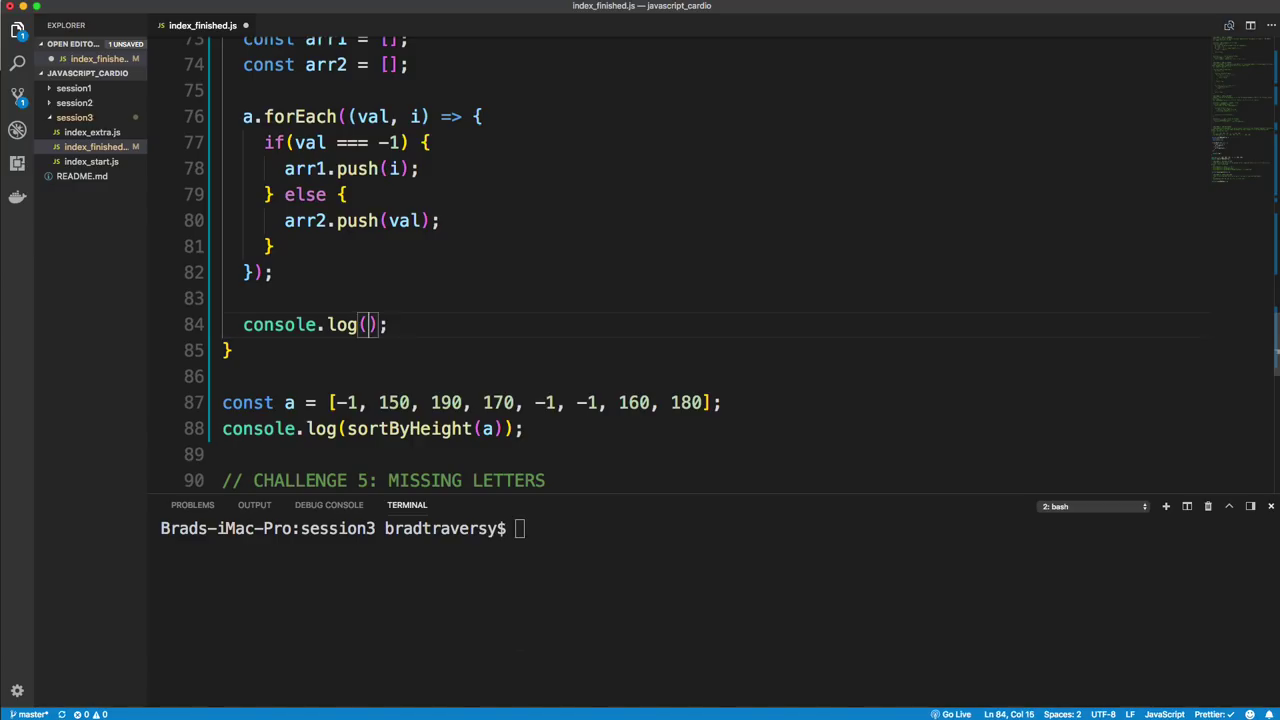 index_finished.js — javascript_cardio
EXPLORER
index_finished.js
OPEN EDITO... 1 UNSAVED
index_finishe... M
JAVASCRIPT_CARDIO
session1
session2
session3
index_extra.js
index_finished... M
index_start.js
README.md
1
1
73 const arr1 = [];
74 const arr2 = [];
75
76 a.forEach((val, i) => {
77 if(val === -1) {
78 arr1.push(i);
79 } else {
80 arr2.push(val);
81 }
82 });
83
84 console.log();
85 }
86
87 const a = [-1, 150, 190, 170, -1, -1, 160, 180];
88 console.log(sortByHeight(a));
89
90 // CHALLENGE 5: MISSING LETTERS
PROBLEMS OUTPUT DEBUG CONSOLE TERMINAL 2: bash
Brads-iMac-Pro:session3 bradtraversy$
master* 0 0 Go Live Ln 84, Col 15 Spaces: 2 UTF-8 LF JavaScript Prettier: ✓